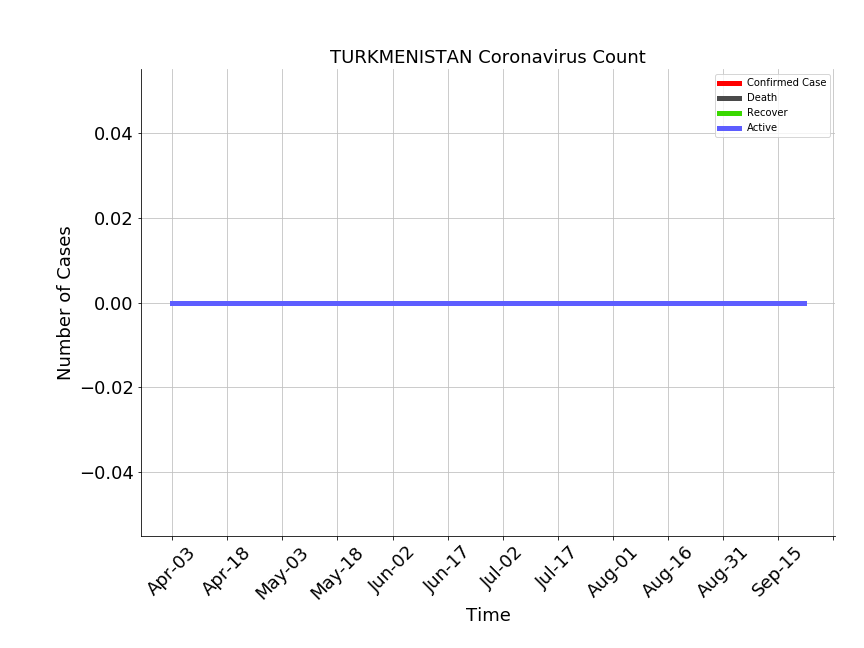 TURKMENISTAN Coronavirus Count
Confirmed Case
Death
Recover
Active
Number of Cases
0.04
0.02
0.00
−0.02
−0.04
Apr-03
Apr-18
May-03
May-18
Jun-02
Jun-17
Jul-02
Jul-17
Aug-01
Aug-16
Aug-31
Sep-15
Time